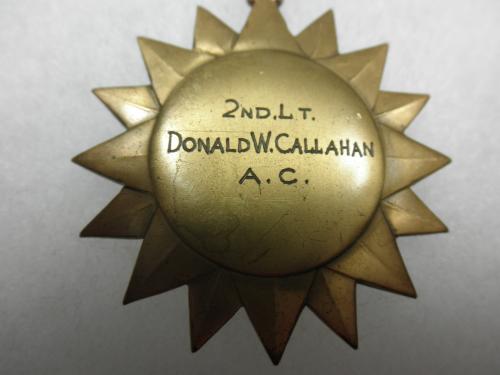 2ND. LT.
DONALD W. CALLAHAN
A. C.